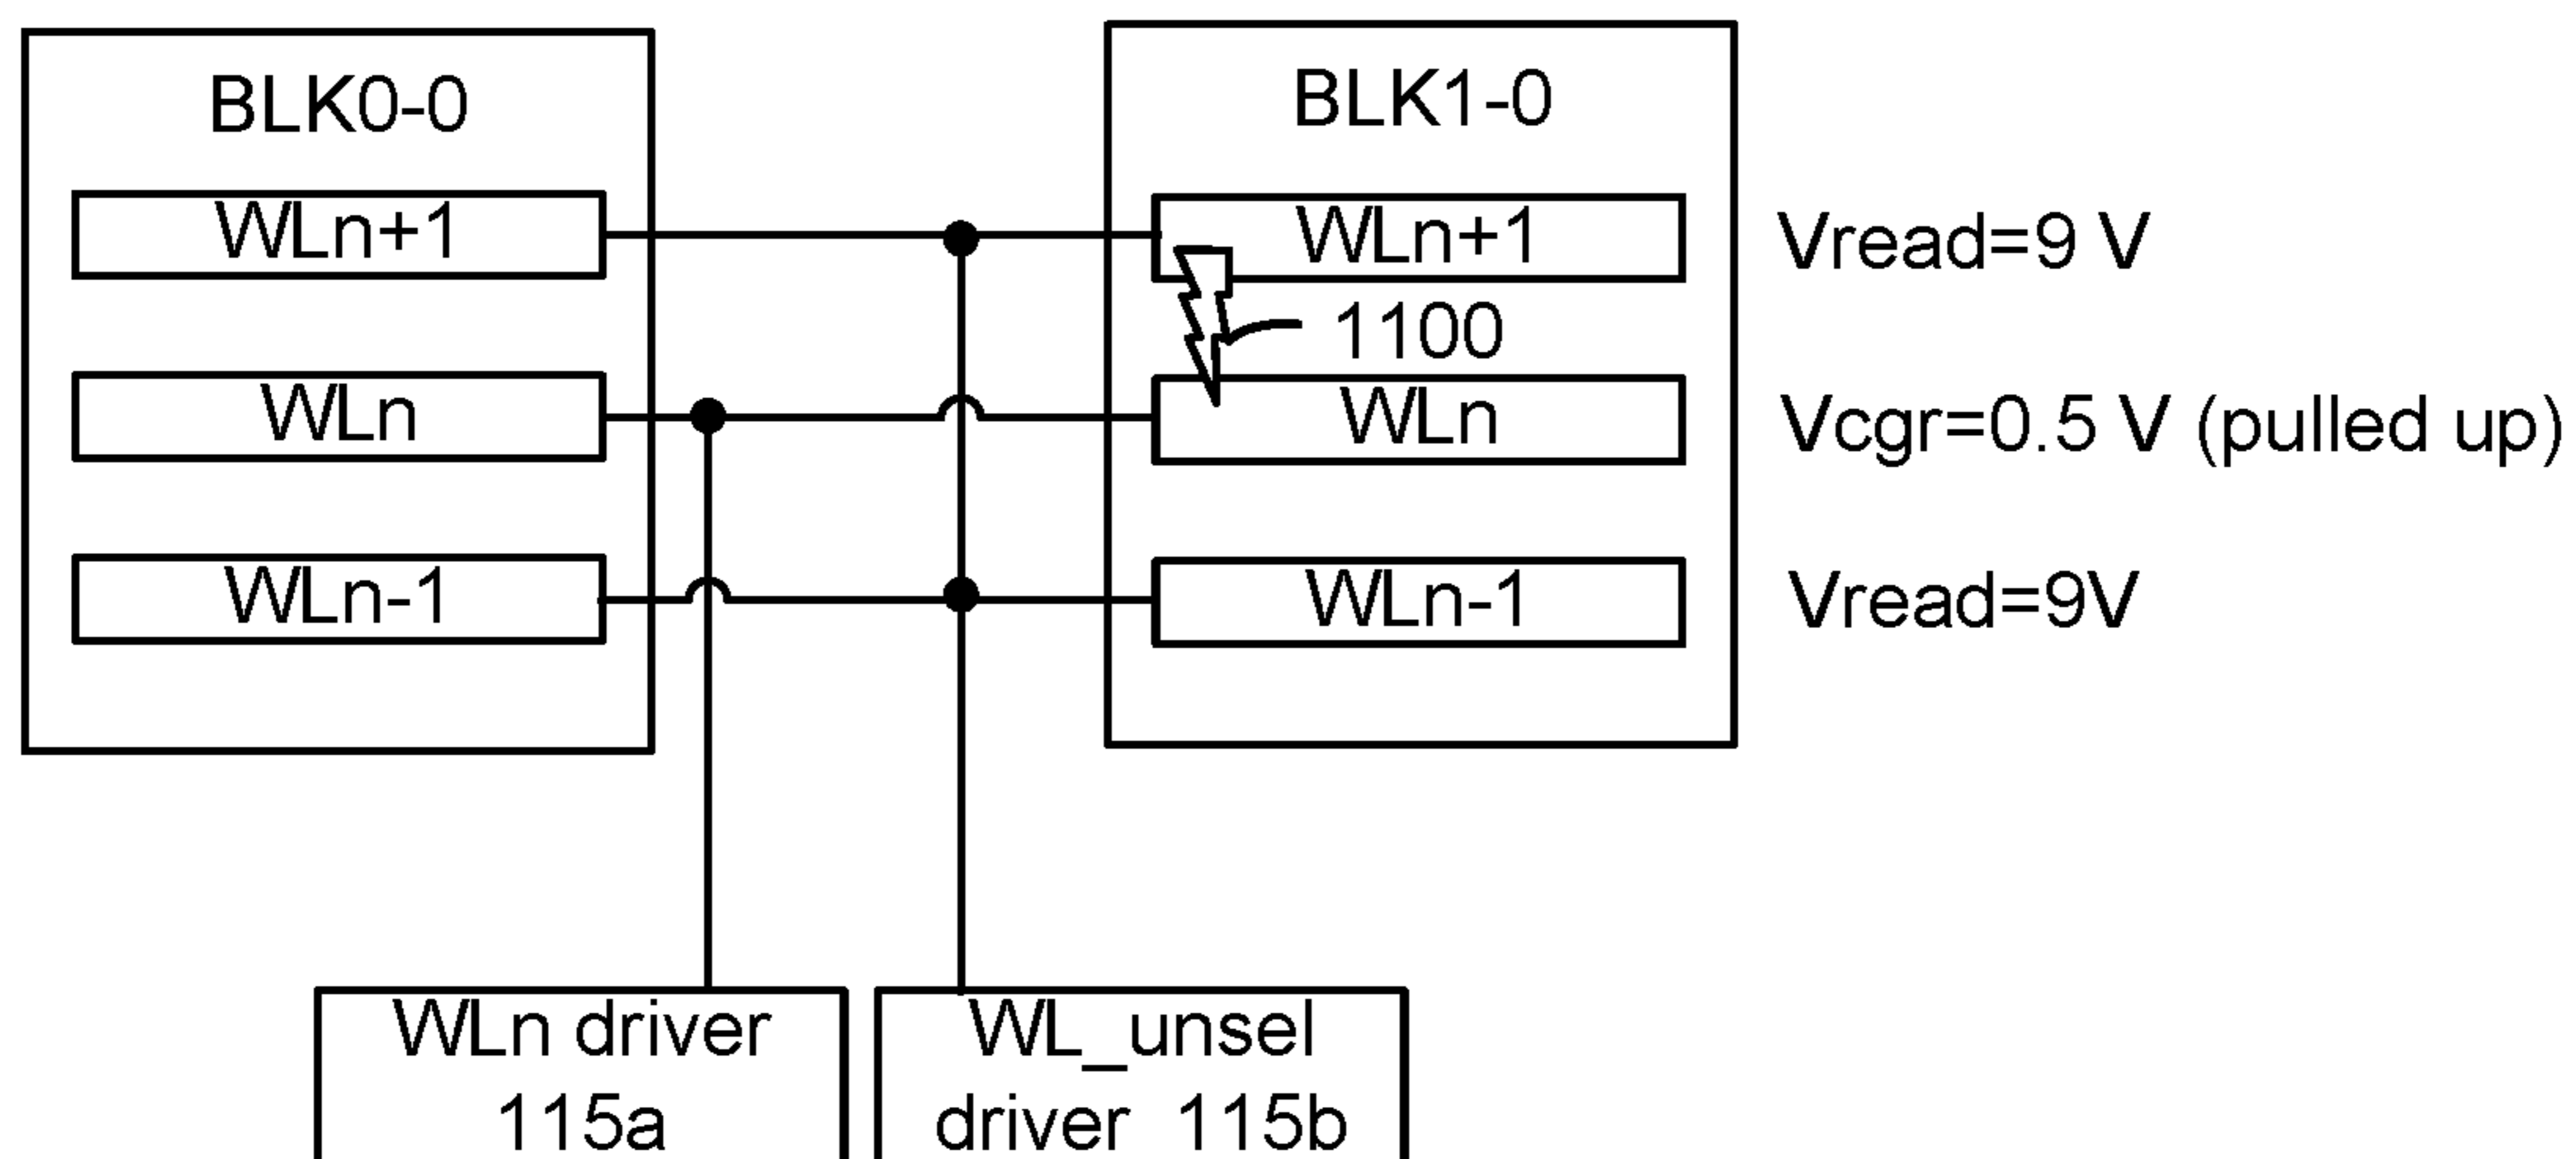 BLK0-0
BLK1-0
WLn+1
WLn+1
Vread=9 V
1100
WLn
WLn
Vcgr=0.5 V (pulled up)
WLn-1
WLn-1
Vread=9V
WLn driver
115a
WL_unsel
driver 115b